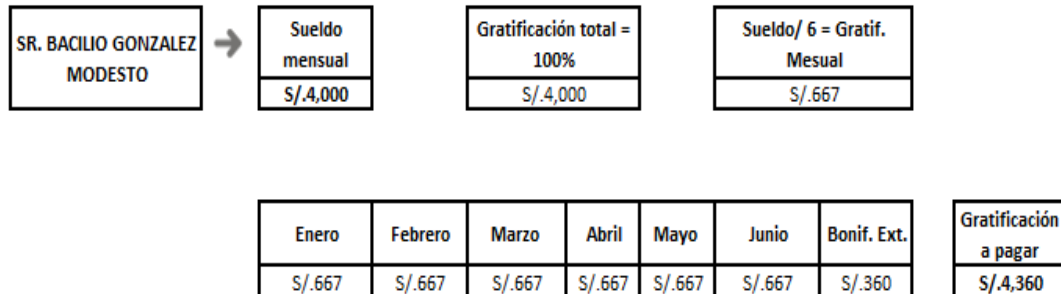 SR. BACILIO GONZALEZ
MODESTO
Sueldo
mensual
S/.4,000
Gratificación total =
100%
S/.4,000
Sueldo/ 6 = Gratif.
Mesual
S/.667
Enero Febrero Marzo Abril Mayo Junio Bonif. Ext.
S/.667 S/.667 S/.667 S/.667 S/.667 S/.667 S/.360
Gratificación
a pagar
S/.4,360